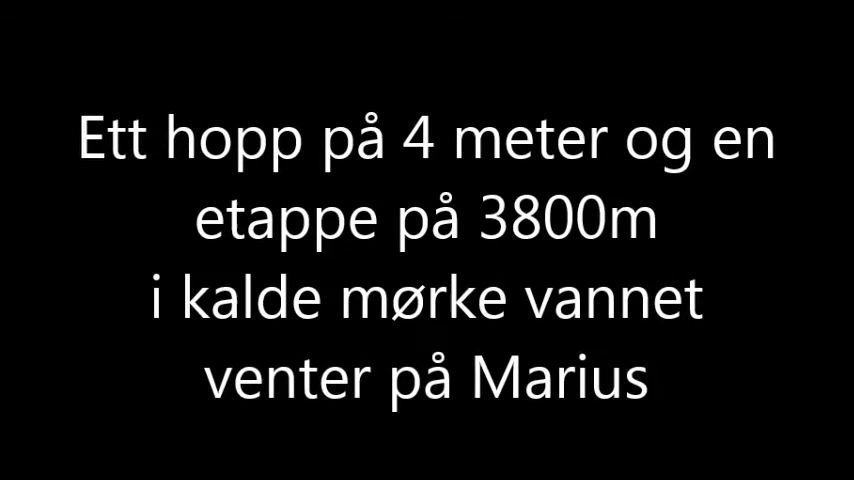 Ett hopp på 4 meter og en
etappe på 3800m
i kalde mørke vannet
venter på Marius